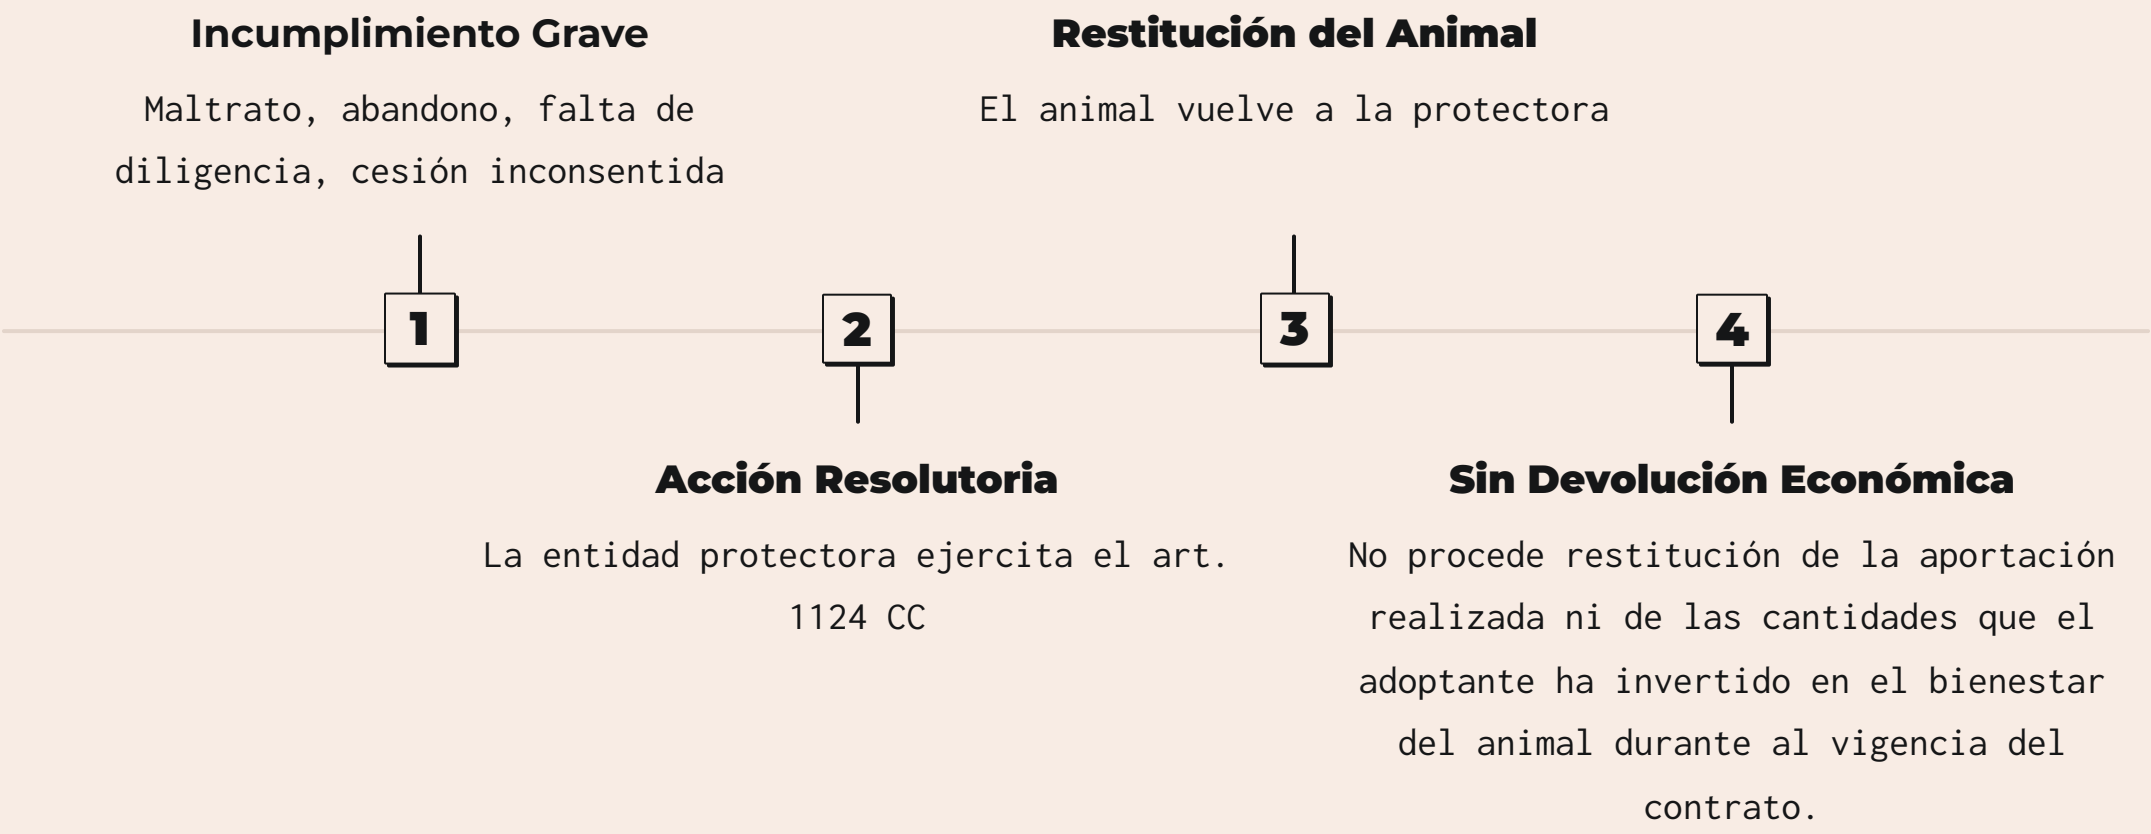 Incumplimiento Grave
Maltrato, abandono, falta de
diligencia, cesión inconsentida
1
Acción Resolutoria
La entidad protectora ejercita el art.
1124 CC
2
Restitución del Animal
El animal vuelve a la protectora
3
4
Sin Devolución Económica
No procede restitución de la aportación
realizada ni de las cantidades que el
adoptante ha invertido en el bienestar
del animal durante al vigencia del
contrato.